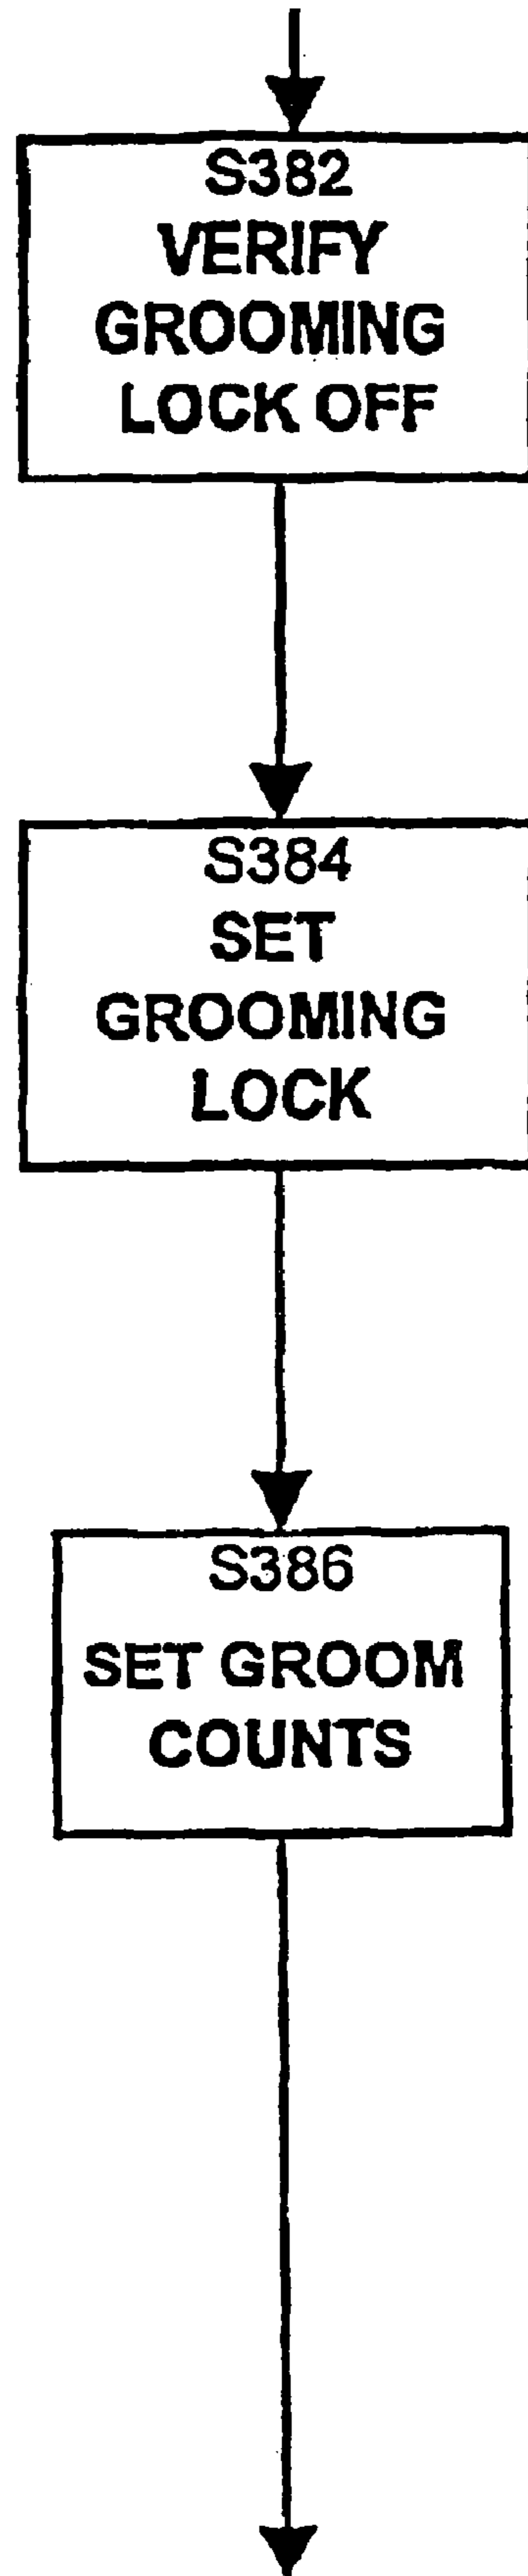 S382
VERIFY
GROOMING
LOCK OFF
S384
SET
GROOMING
LOCK
S386
SET GROOM
COUNTS